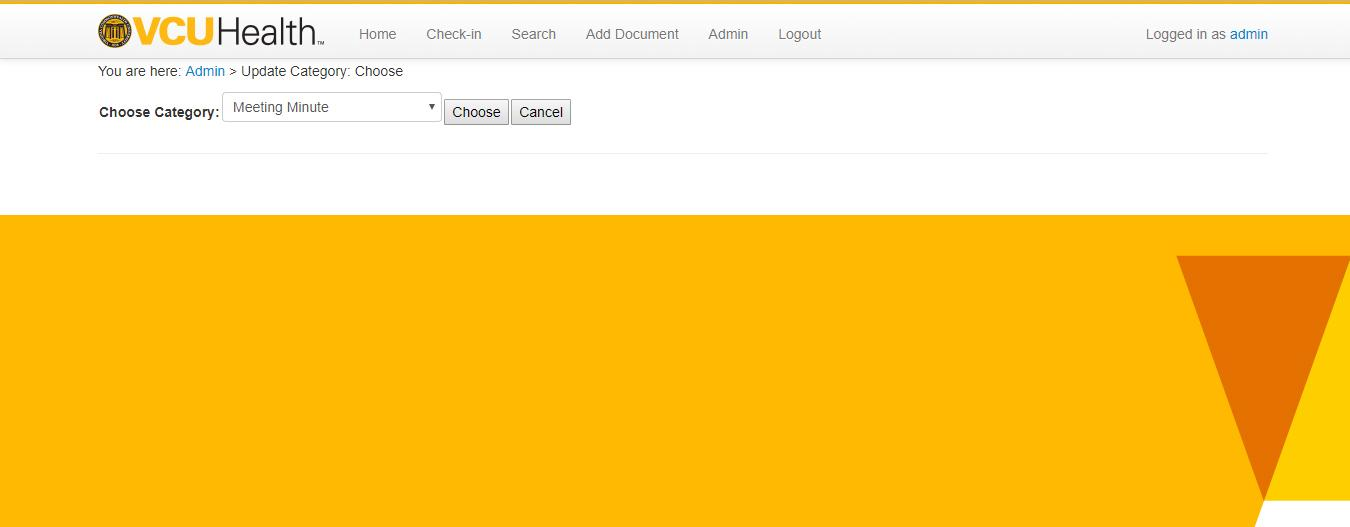 VCUHealth™ Home Check-in Search Add Document Admin Logout Logged in as admin
You are here: Admin > Update Category: Choose
Choose Category: Meeting Minute Choose Cancel